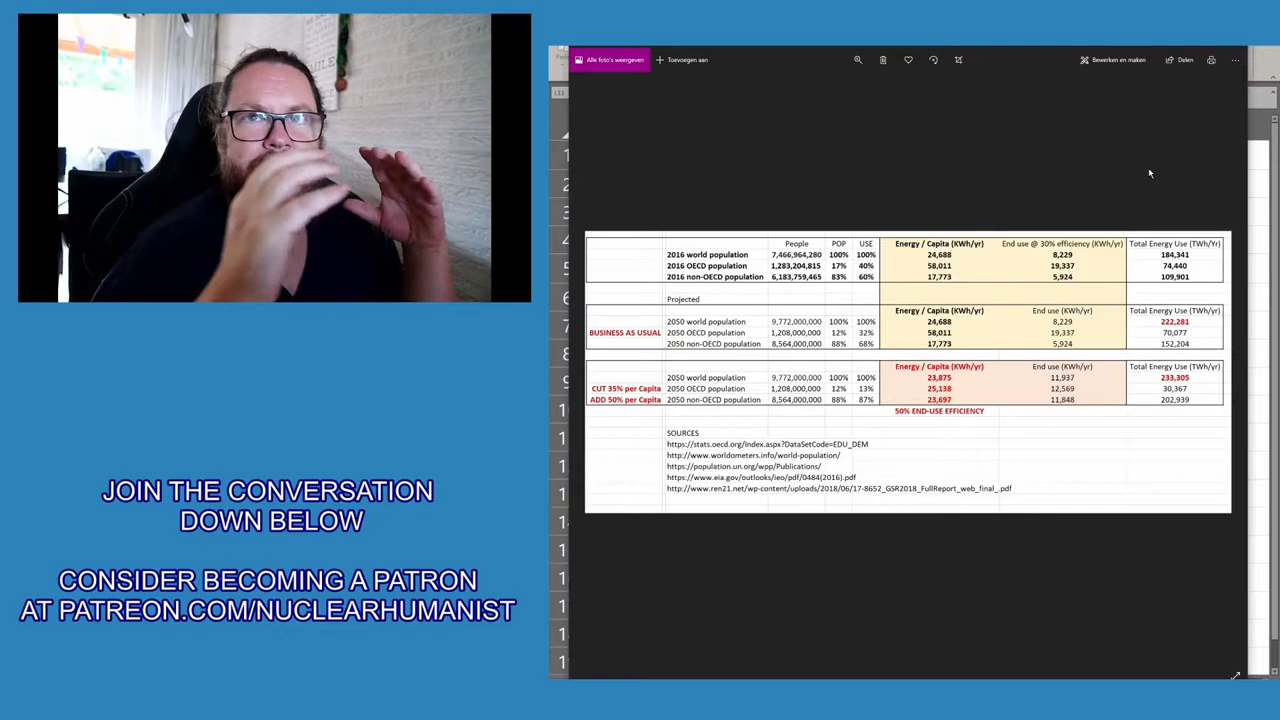 Alle foto's weergeven
Toevoegen aan
Bewerken en maken
Delen
L11
People POP USE Energy / Capita (KWh/yr) End use @ 30% efficiency (KWh/yr) Total Energy Use (TWh/Yr)
2016 world population 7,466,964,280 100% 100% 24,688 8,229 184,341
2016 OECD population 1,283,204,815 17% 40% 58,011 19,337 74,440
2016 non-OECD population 6,183,759,465 83% 60% 17,773 5,924 109,901
Projected
Energy / Capita (KWh/yr) End use (KWh/yr) Total Energy Use (TWh/yr)
2050 world population 9,772,000,000 100% 100% 24,688 8,229 222,281
BUSINESS AS USUAL 2050 OECD population 1,208,000,000 12% 32% 58,011 19,337 70,077
2050 non-OECD population 8,564,000,000 88% 68% 17,773 5,924 152,204
Energy / Capita (KWh/yr) End use (KWh/yr) Total Energy Use (TWh/yr)
2050 world population 9,772,000,000 100% 100% 23,875 11,937 233,305
CUT 35% per Capita 2050 OECD population 1,208,000,000 12% 13% 25,138 12,569 30,367
ADD 50% per Capita 2050 non-OECD population 8,564,000,000 88% 87% 23,697 11,848 202,939
50% END-USE EFFICIENCY
SOURCES
https://stats.oecd.org/Index.aspx?DataSetCode=EDU_DEM
http://www.worldometers.info/world-population/
https://population.un.org/wpp/Publications/
https://www.eia.gov/outlooks/ieo/pdf/0484(2016).pdf
http://www.ren21.net/wp-content/uploads/2018/06/17-8652_GSR2018_FullReport_web_final_.pdf
JOIN THE CONVERSATION
DOWN BELOW
CONSIDER BECOMING A PATRON
AT PATREON.COM/NUCLEARHUMANIST